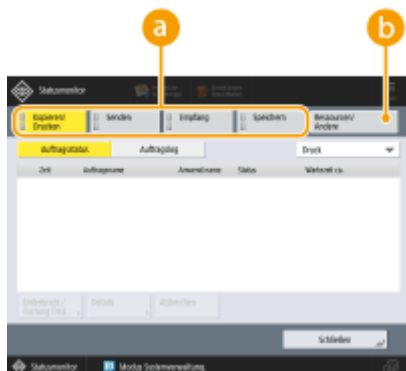 a
b
Statusmonitor
Kopieren/
Drucken
Senden
Empfang
Speichern
Ressourcen/
Andere
Auftragsstatus
Auftragslog
Druck
Zeit
Auftragsname
Anwendername
Status
Wartezeit ca.
Details
Abbrechen
Schließen
Statusmonitor
Modus Systemverwaltung.